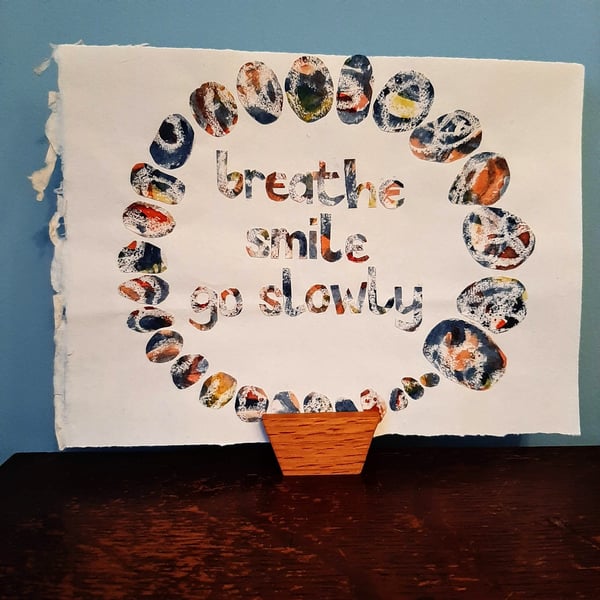 breathe
smile
go slowly